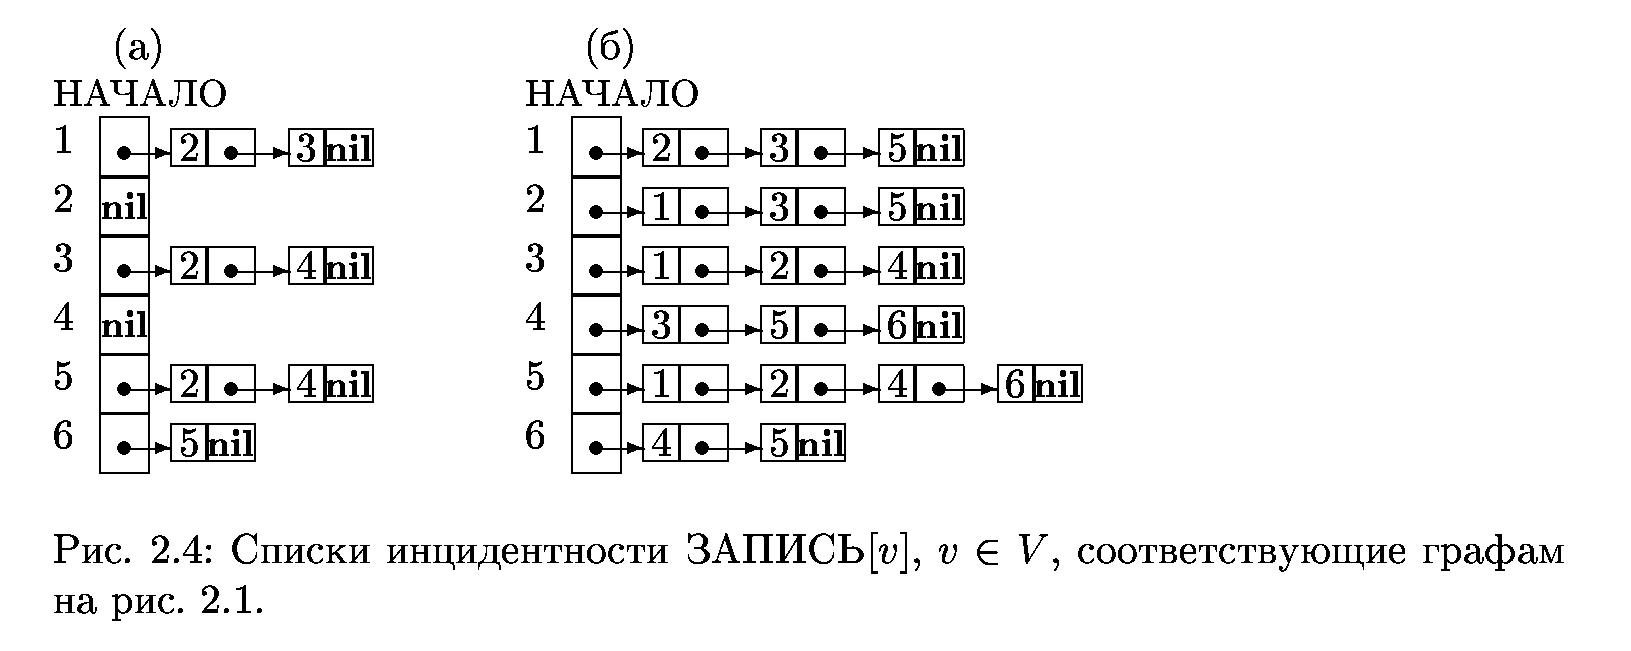 (а) (б)
НАЧАЛО НАЧАЛО
1 2 3 nil 1 2 3 5 nil
2 nil 2 1 3 5 nil
3 2 4 nil 3 1 2 4 nil
4 nil 4 3 5 6 nil
5 2 4 nil 5 1 2 4 6 nil
6 5 nil 6 4 5 nil
Рис. 2.4: Списки инцидентности ЗАПИСЬ[v], v ∈ V, соответствующие графам
на рис. 2.1.